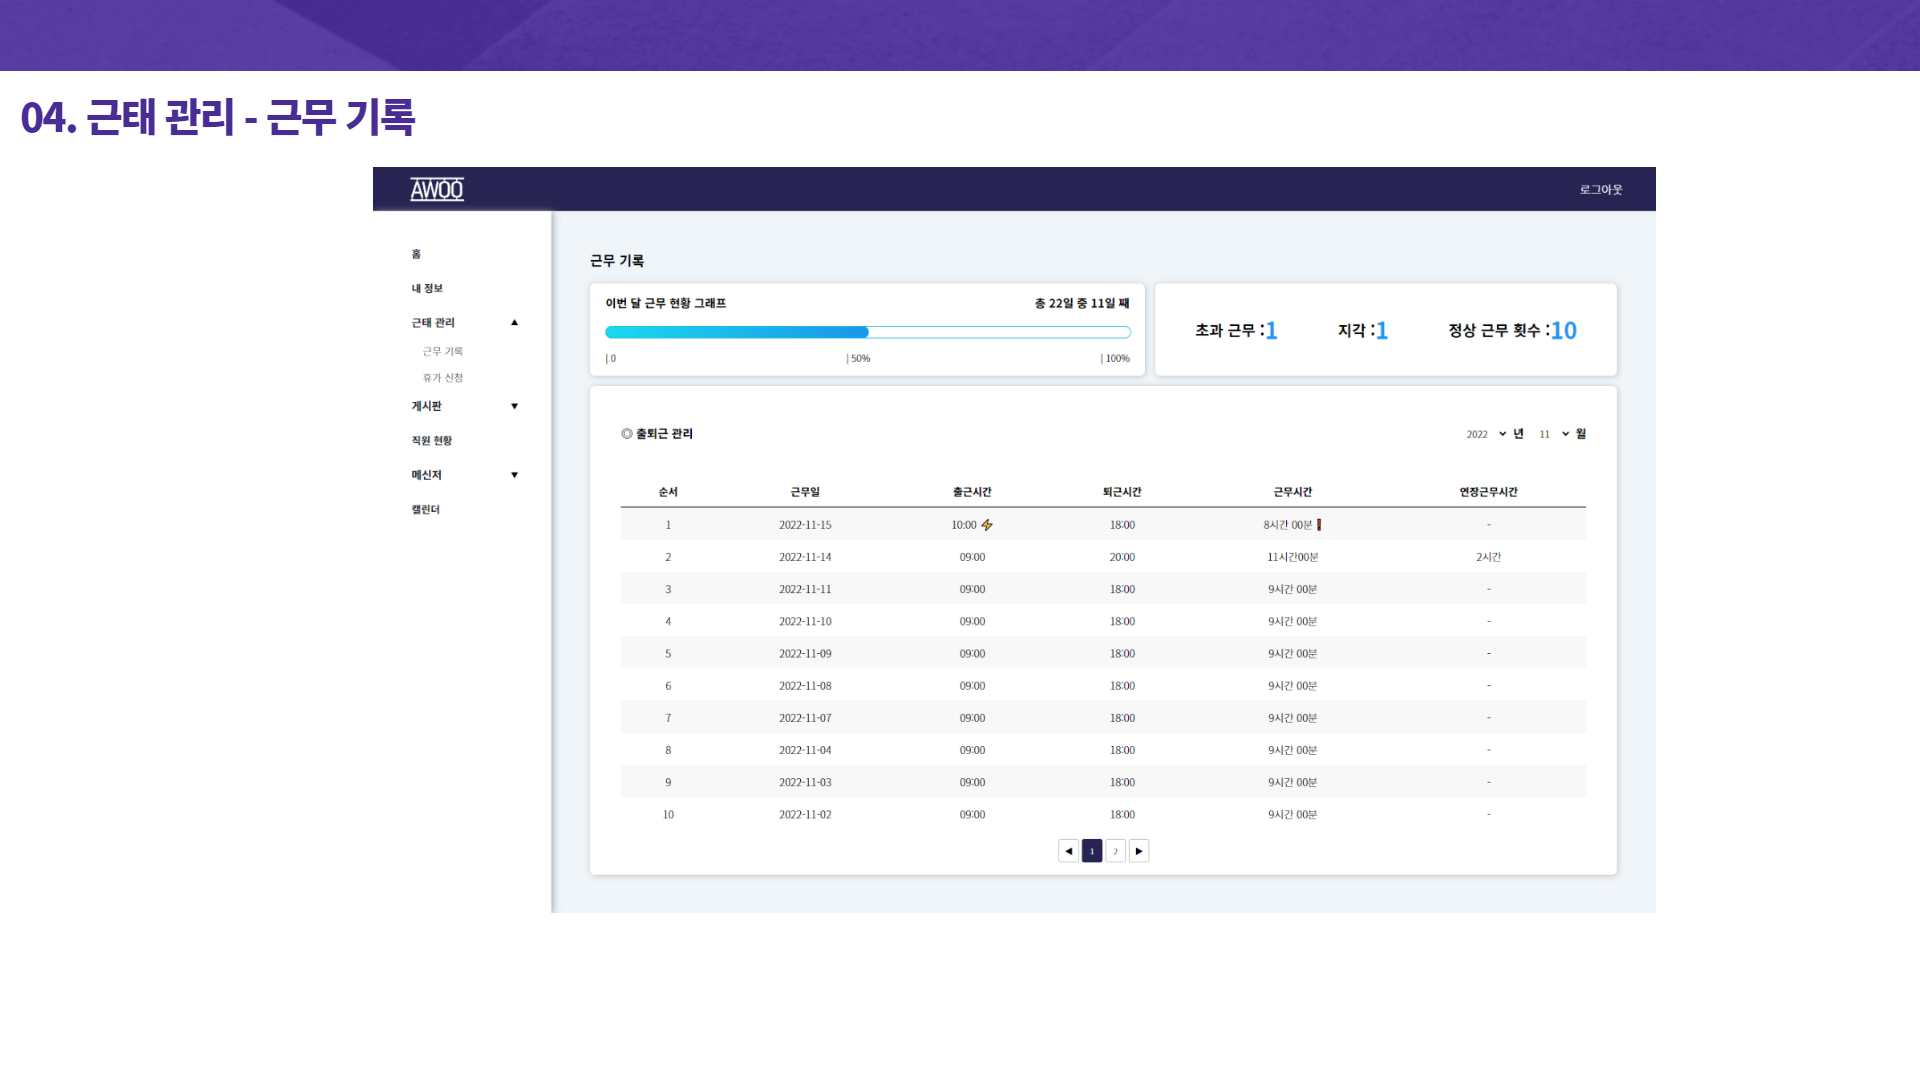 04. 근태 관리 - 근무 기록
AWOO
로그아웃
홈
내 정보
근태 관리 ▲
근무 기록
휴가 신청
게시판 ▼
직원 현황
메신저 ▼
캘린더
근무 기록
이번 달 근무 현황 그래프 총 22일 중 11일 째
| 0 | 50% | 100%
초과 근무 : 1 지각 : 1 정상 근무 횟수 : 10
◎ 출퇴근 관리 2022 년 11 월
순서 근무일 출근시간 퇴근시간 근무시간 연장근무시간
1 2022-11-15 10:00 ⚡ 18:00 8시간 00분❗ -
2 2022-11-14 09:00 20:00 11시간00분 2시간
3 2022-11-11 09:00 18:00 9시간 00분 -
4 2022-11-10 09:00 18:00 9시간 00분 -
5 2022-11-09 09:00 18:00 9시간 00분 -
6 2022-11-08 09:00 18:00 9시간 00분 -
7 2022-11-07 09:00 18:00 9시간 00분 -
8 2022-11-04 09:00 18:00 9시간 00분 -
9 2022-11-03 09:00 18:00 9시간 00분 -
10 2022-11-02 09:00 18:00 9시간 00분 -
◀ 1 2 ▶